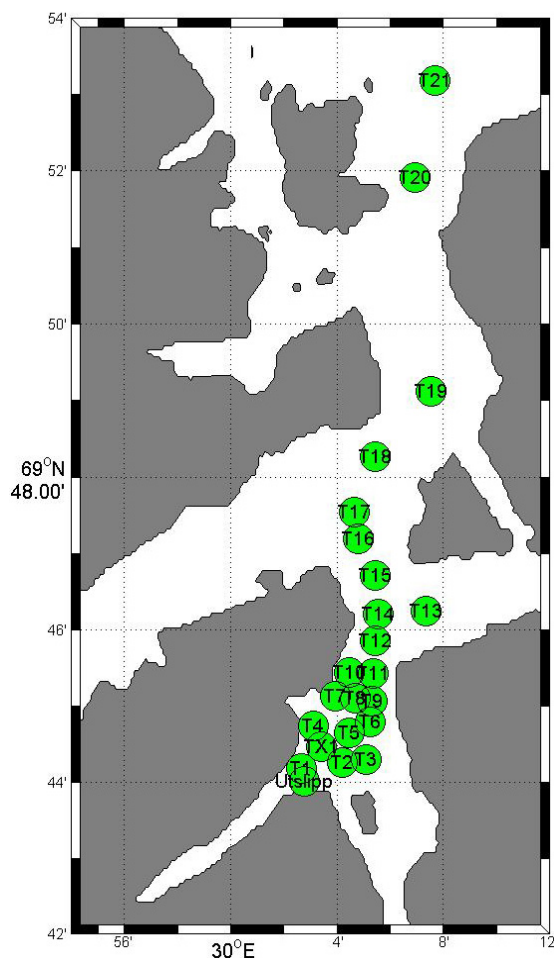 54'
T21
52'
T20
50'
T19
T18
69°N
48.00'
T17
T16
T15
T14
T13
46'
T12
T10
T11
T7
T8
T9
T4
T6
T5
TX1
T1
T2
T3
44'
Utslipp
42'
56'
30°E
4'
8'
12